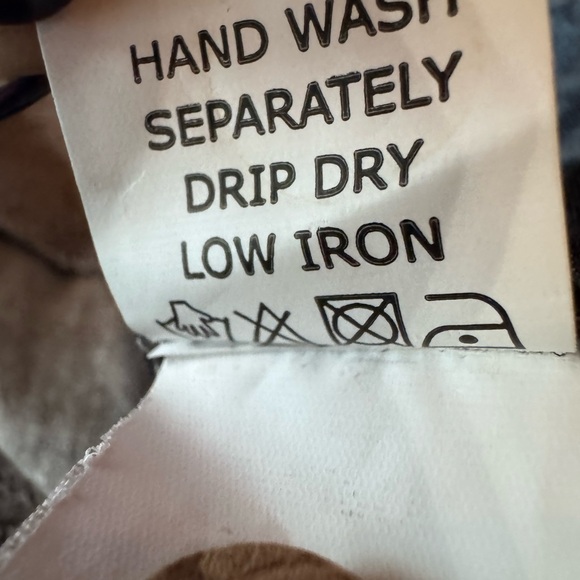 HAND WASH
SEPARATELY
DRIP DRY
LOW IRON